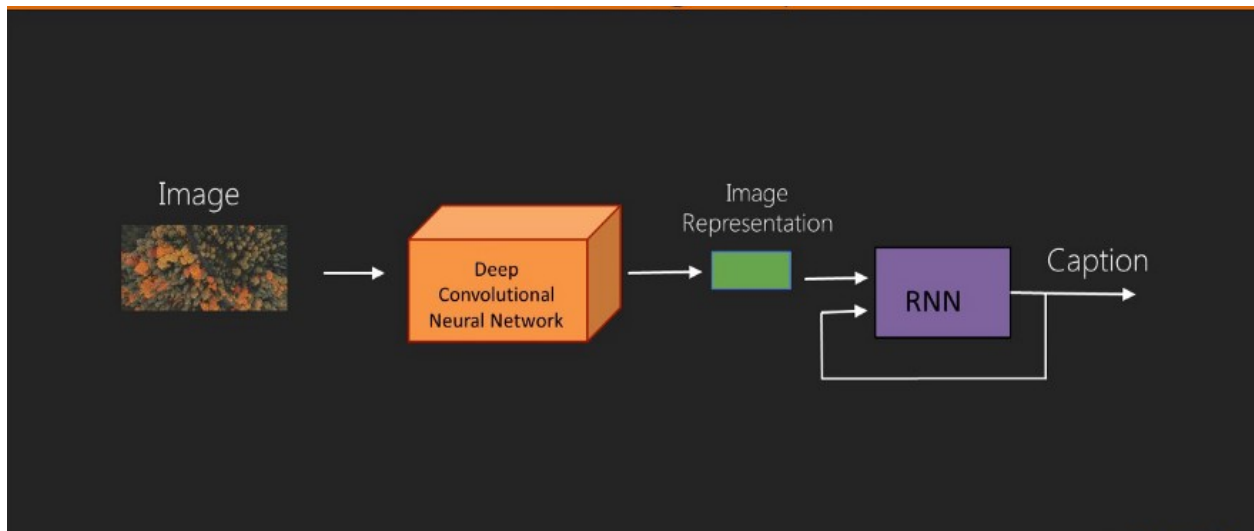 Image
Deep
Convolutional
Neural Network
Image
Representation
RNN
Caption